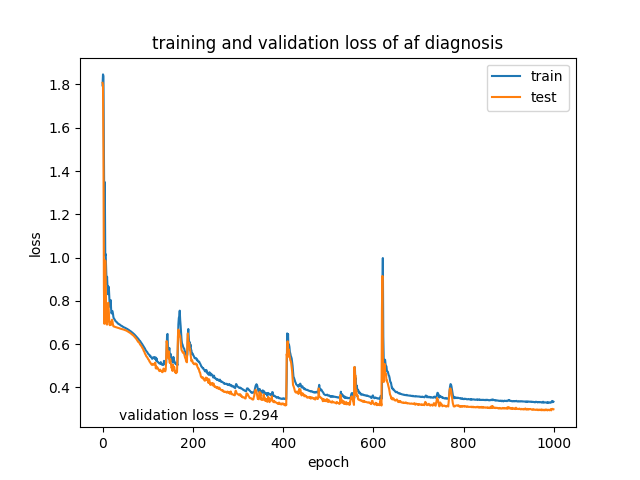 training and validation loss of af diagnosis
train
test
loss
1.8
1.6
1.4
1.2
1.0
0.8
0.6
0.4
validation loss = 0.294
0 200 400 600 800 1000
epoch